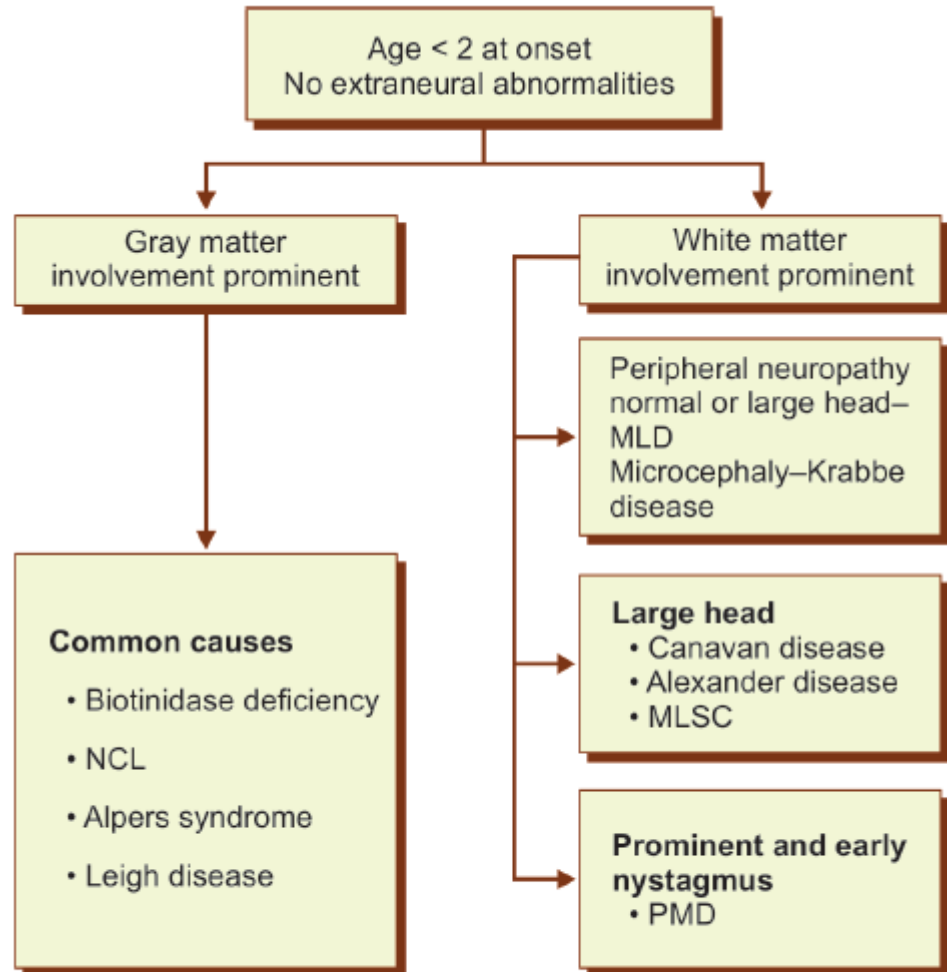 Age < 2 at onset
No extraneural abnormalities
Gray matter
involvement prominent
White matter
involvement prominent
Peripheral neuropathy
normal or large head–
MLD
Microcephaly–Krabbe
disease
Common causes
• Biotinidase deficiency
• NCL
• Alpers syndrome
• Leigh disease
Large head
• Canavan disease
• Alexander disease
• MLSC
Prominent and early
nystagmus
• PMD